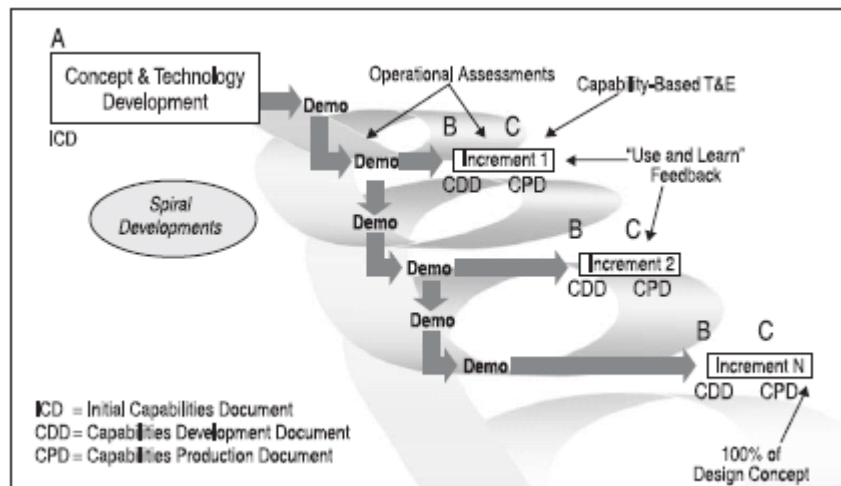 A
Concept & Technology
Development
ICD
Operational Assessments
Capability-Based T&E
Demo
B C
Demo
Increment 1
CDD CPD
"Use and Learn"
Feedback
Spiral
Developments
Demo
B C
Demo
Increment 2
CDD CPD
Demo
B C
Demo
Increment N
CDD CPD
ICD = Initial Capabilities Document
CDD = Capabilities Development Document
CPD = Capabilities Production Document
100% of
Design Concept